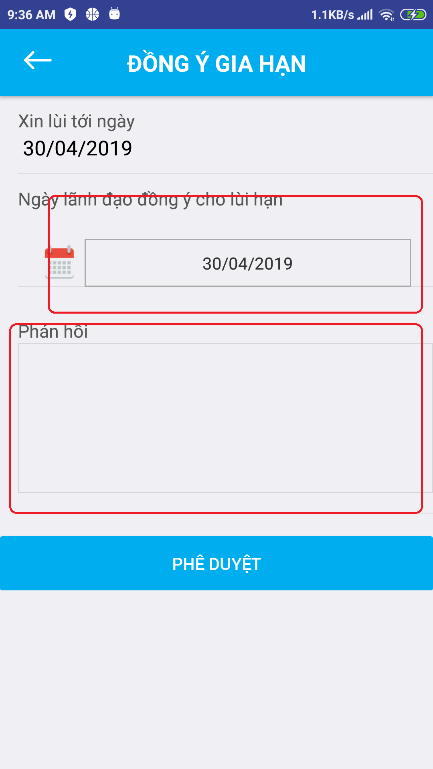 9:36 AM 1.1KB/s
ĐỒNG Ý GIA HẠN
Xin lùi tới ngày
30/04/2019
Ngày lãnh đạo đồng ý cho lùi hạn
30/04/2019
Phản hồi
PHÊ DUYỆT